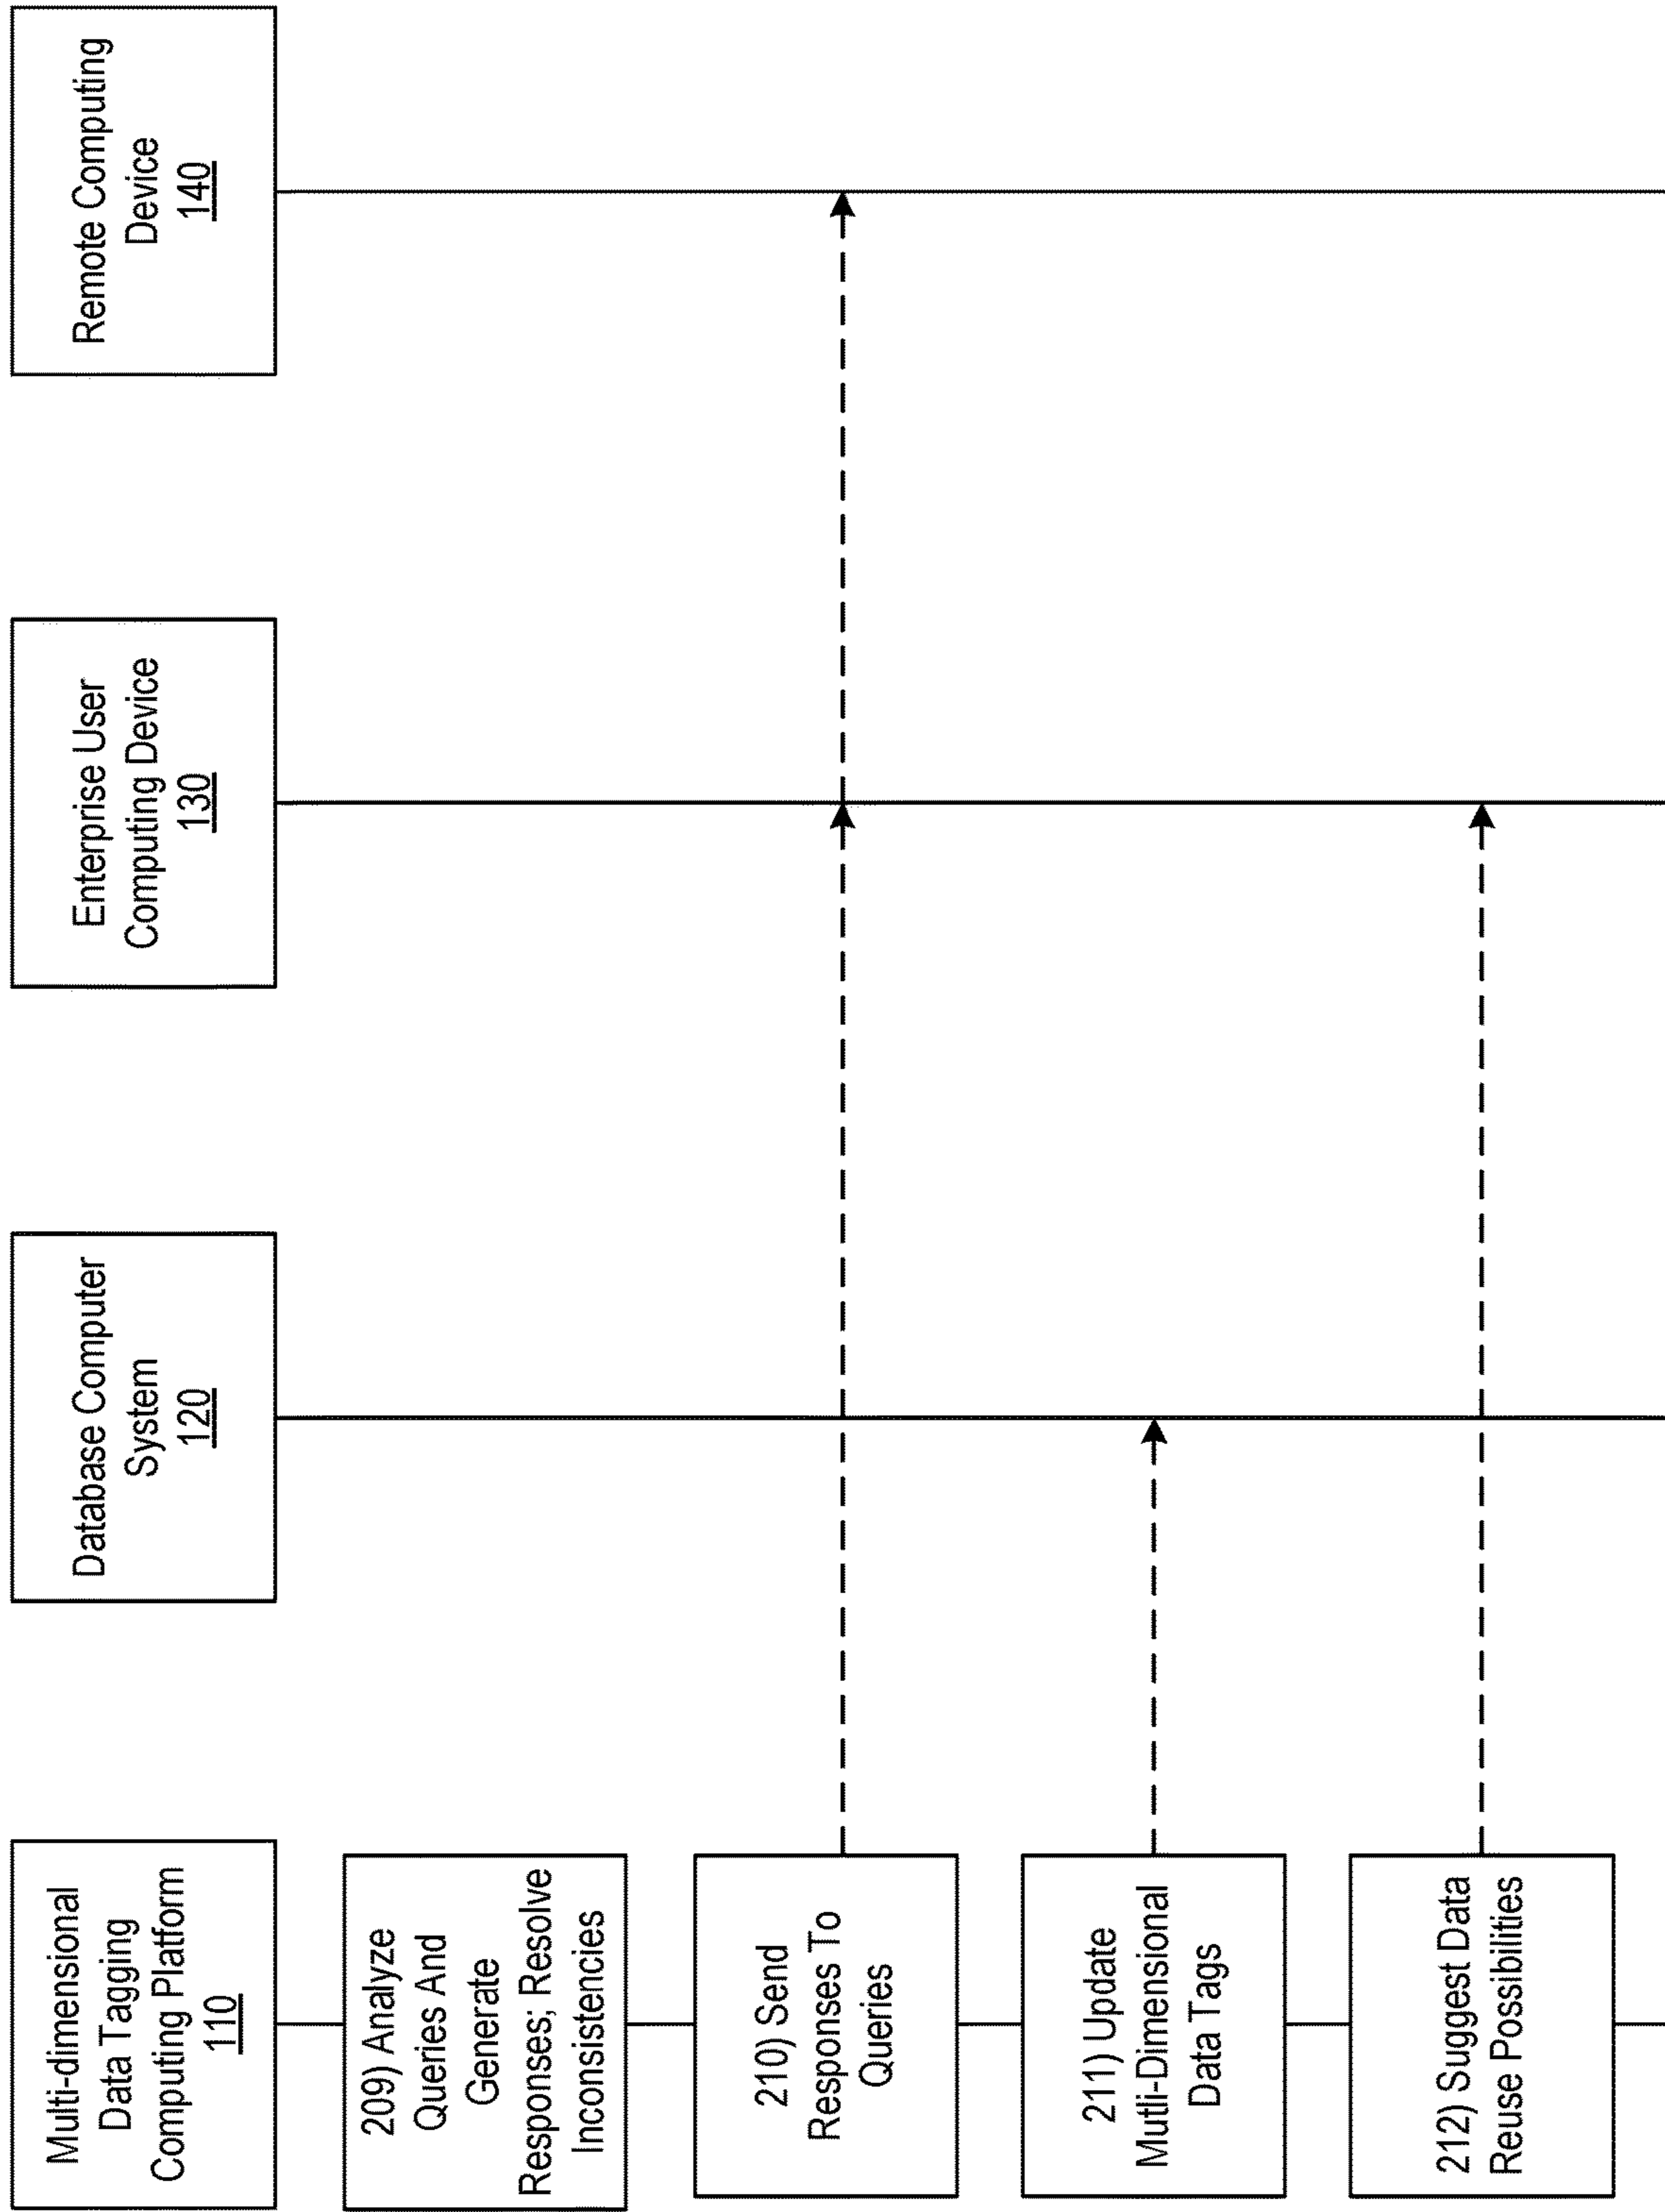 Multi-dimensional
Data Tagging
Computing Platform
110
Database Computer
System
120
Enterprise User
Computing Device
130
Remote Computing
Device
140
209) Analyze
Queries And
Generate
Responses; Resolve
Inconsistencies
210) Send
Responses To
Queries
211) Update
Mutli-Dimensional
Data Tags
212) Suggest Data
Reuse Possibilities